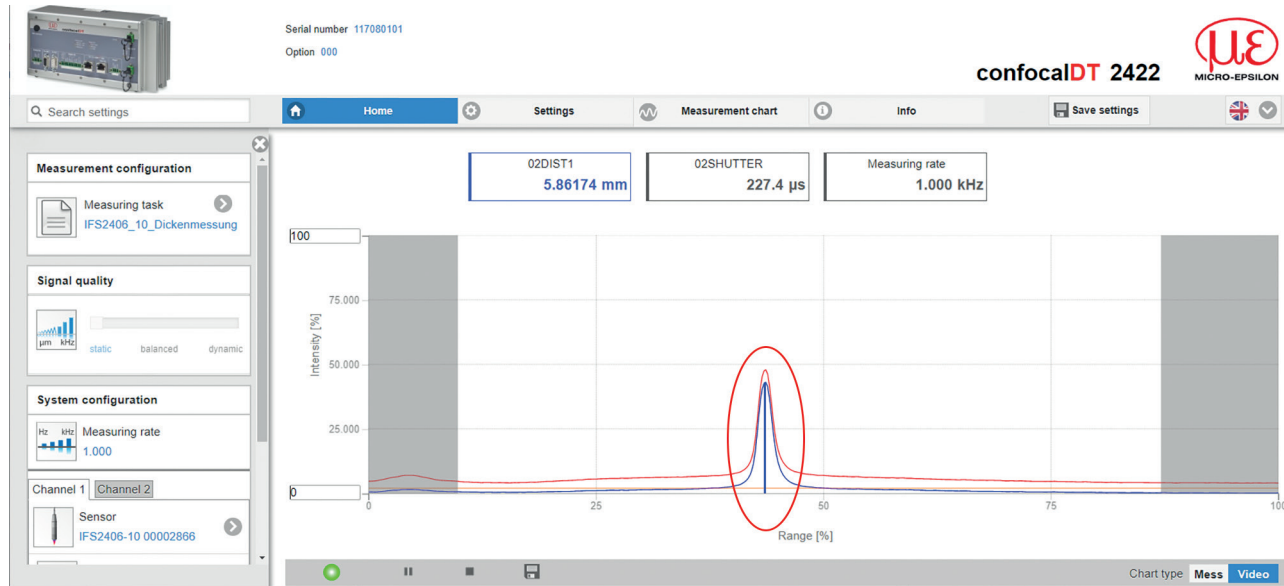 Serial number 117080101
Option 000
confocalDT 2422
με
MICRO-EPSILON
Search settings
Home
Settings
Measurement chart
Info
Save settings
Measurement configuration
Measuring task
IFS2406_10_Dickenmessung
Signal quality
µm kHz
static balanced dynamic
System configuration
Hz kHz
Measuring rate
1.000
Channel 1 Channel 2
Sensor
IFS2406-10 00002866
02DIST1
5.86174 mm
02SHUTTER
227.4 µs
Measuring rate
1.000 kHz
100
75.000
50.000
25.000
0
Intensity [%]
0 25 50 75 100
Range [%]
Chart type Mess Video